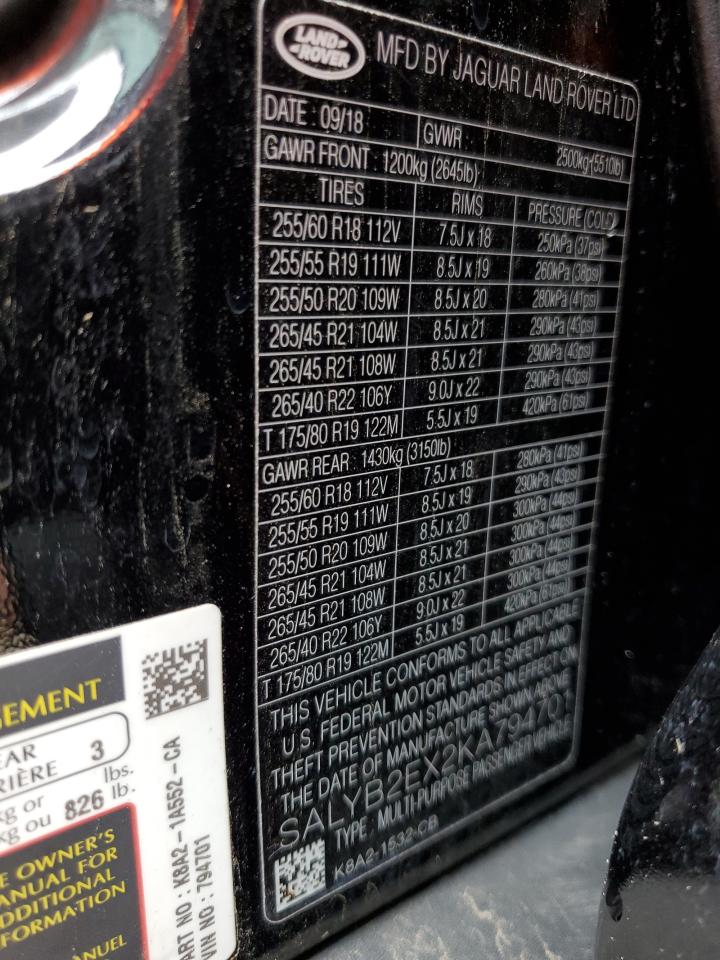 LAND
ROVER
MFD BY JAGUAR LAND ROVER LTD
DATE : 09/18 GVWR : 2500kg (5510lb)
GAWR FRONT : 1200kg (2645lb)
TIRES RIMS PRESSURE (COLD)
255/60 R18 112V 7.5J x 18 250kPa (37psi)
255/55 R19 111W 8.5J x 19 260kPa (38psi)
255/50 R20 109W 8.5J x 20 280kPa (41psi)
265/45 R21 104W 8.5J x 21 290kPa (43psi)
265/45 R21 108W 8.5J x 21 290kPa (43psi)
265/40 R22 106Y 9.0J x 22 290kPa (43psi)
T 175/80 R19 122M 5.5J x 19 420kPa (61psi)
GAWR REAR : 1430kg (3150lb)
255/60 R18 112V 7.5J x 18 280kPa (41psi)
255/55 R19 111W 8.5J x 19 290kPa (43psi)
255/50 R20 109W 8.5J x 20 300kPa (44psi)
265/45 R21 104W 8.5J x 21 300kPa (44psi)
265/45 R21 108W 8.5J x 21 300kPa (44psi)
265/40 R22 106Y 9.0J x 22 300kPa (44psi)
T 175/80 R19 122M 5.5J x 19 420kPa (61psi)
THIS VEHICLE CONFORMS TO ALL APPLICABLE
U.S. FEDERAL MOTOR VEHICLE SAFETY AND
THEFT PREVENTION STANDARDS IN EFFECT ON
THE DATE OF MANUFACTURE SHOWN ABOVE
SALYB2EX2KA794701
TYPE : MULTI-PURPOSE PASSENGER VEHICLE
K8A2-1532-CB
GEMENT
EAR
RIÈRE 3
kg or lbs.
kg ou 826 lb.
E OWNER'S
ANUAL FOR
ADDITIONAL
FORMATION
ANUEL
ART NO : K8A2-1A552-CA
VIN NO : 794701